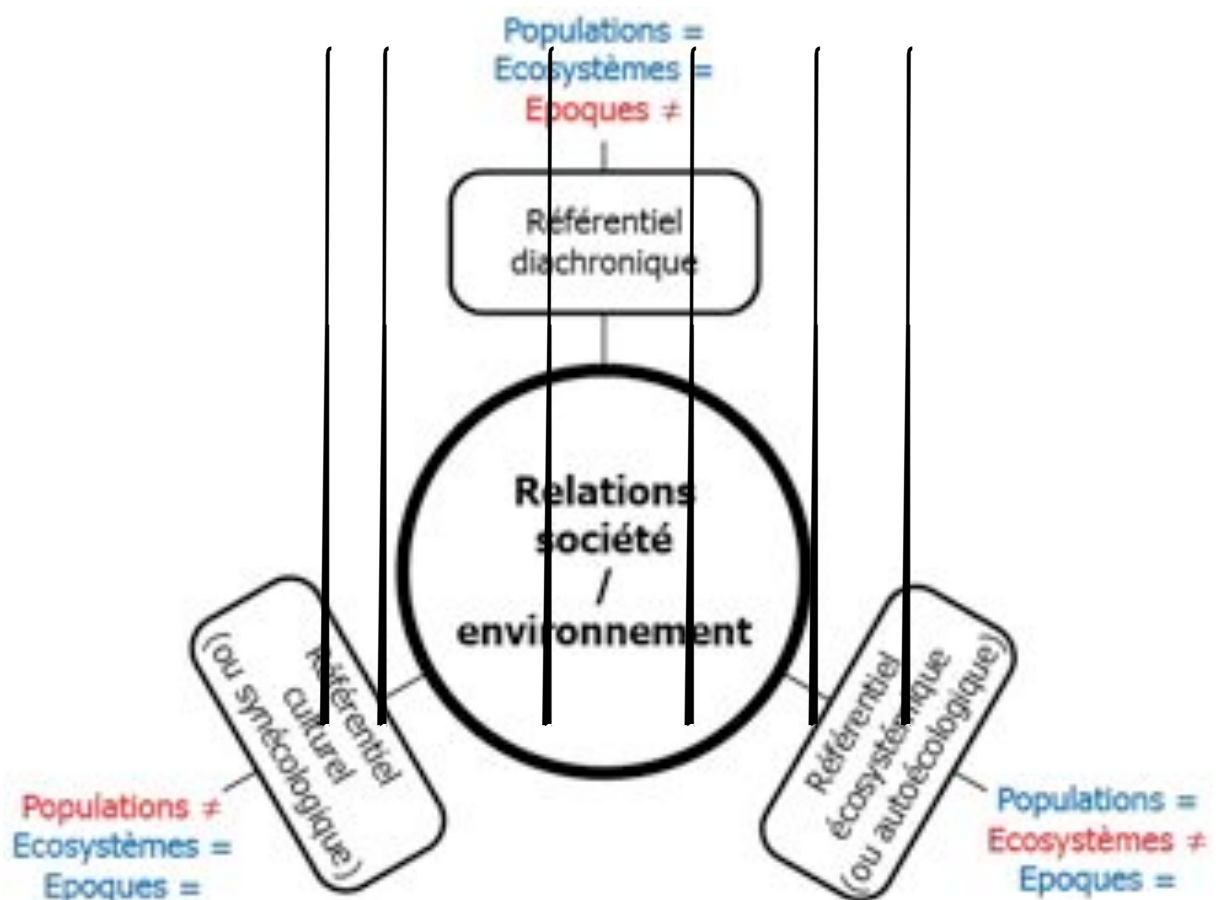 Populations =
Ecosystèmes =
Epoques ≠
Référentiel
diachronique
Relations
société
/
environnement
Référentiel
culturel
(ou synécologique)
Populations ≠
Ecosystèmes =
Epoques =
Référentiel
écosystémique
(ou autoécologique)
Populations =
Ecosystèmes ≠
Epoques =